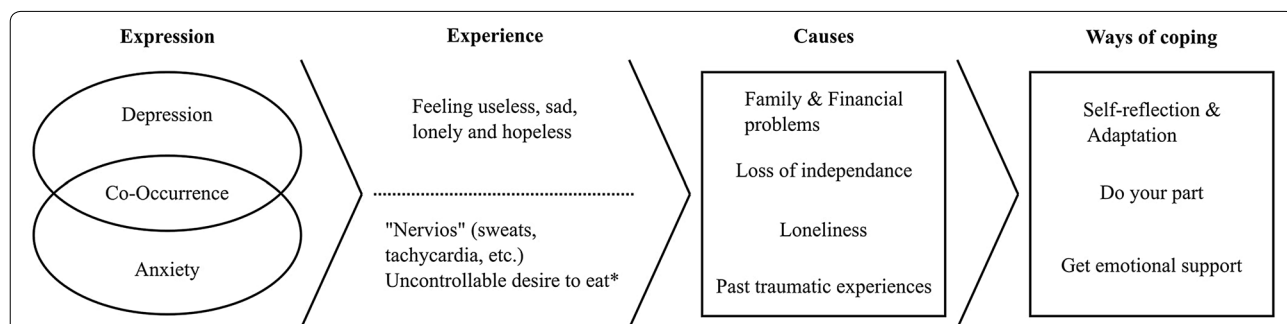 Expression
Depression
Co-Occurrence
Anxiety
Experience
Feeling useless, sad,
lonely and hopeless
"Nervios" (sweats,
tachycardia, etc.)
Uncontrollable desire to eat*
Causes
Family & Financial
problems
Loss of independance
Loneliness
Past traumatic experiences
Ways of coping
Self-reflection &
Adaptation
Do your part
Get emotional support